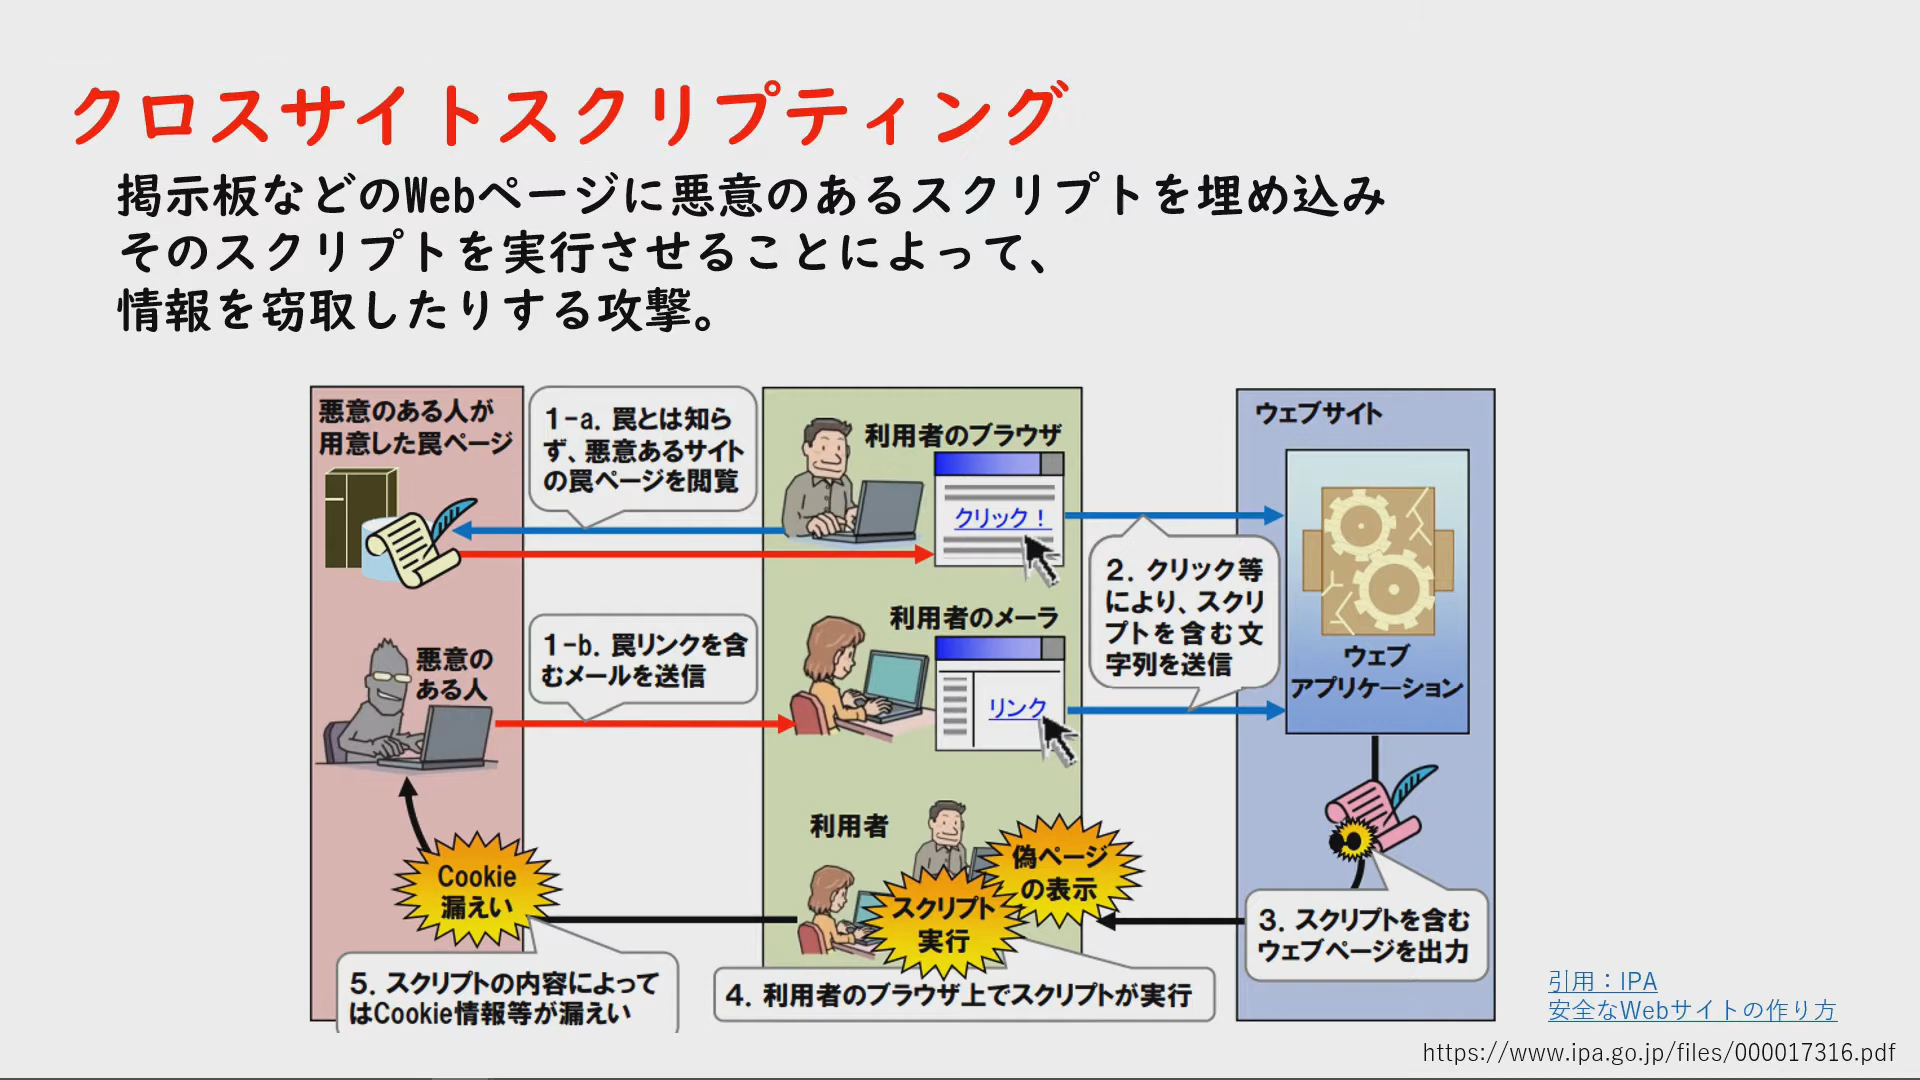 クロスサイトスクリプティング
掲示板などのWebページに悪意のあるスクリプトを埋め込み
そのスクリプトを実行させることによって、
情報を窃取したりする攻撃。
悪意のある人が
用意した罠ページ
1-a. 罠とは知ら
ず、悪意あるサイト
の罠ページを閲覧
利用者のブラウザ
クリック！
ウェブサイト
2. クリック等
により、スクリ
プトを含む文
字列を送信
ウェブ
アプリケーション
悪意の
ある人
1-b. 罠リンクを含
むメールを送信
利用者のメーラ
リンク
利用者
偽ページ
の表示
スクリプト
実行
Cookie
漏えい
3. スクリプトを含む
ウェブページを出力
4. 利用者のブラウザ上でスクリプトが実行
5. スクリプトの内容によって
はCookie情報等が漏えい
引用：IPA
安全なWebサイトの作り方
https://www.ipa.go.jp/files/000017316.pdf